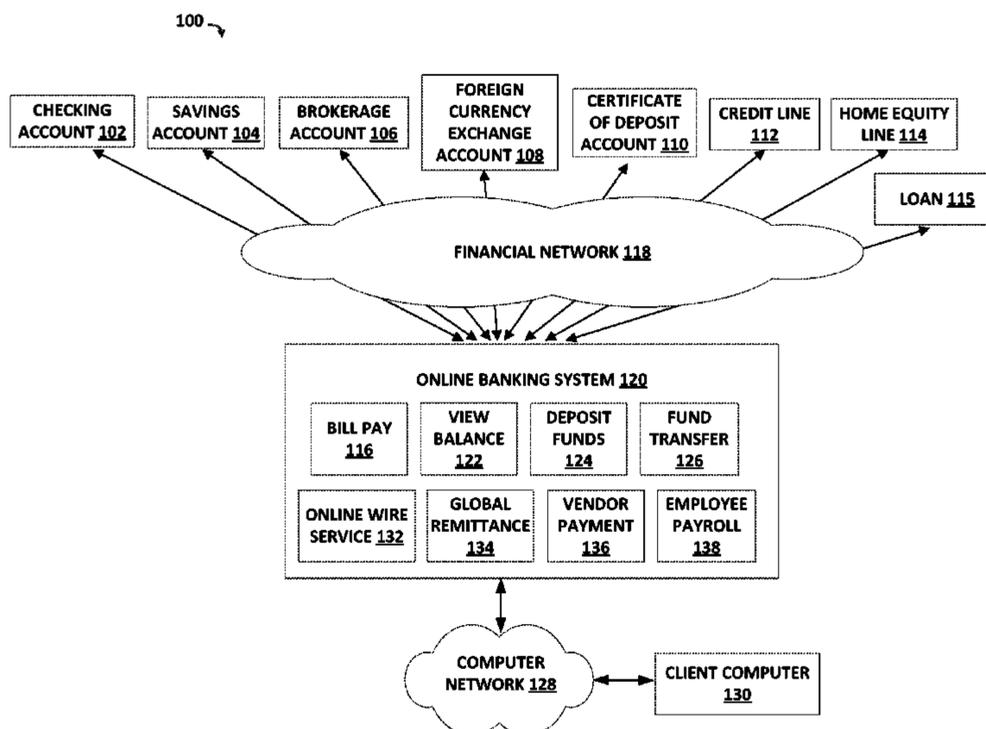 100
CHECKING
ACCOUNT 102
SAVINGS
ACCOUNT 104
BROKERAGE
ACCOUNT 106
FOREIGN
CURRENCY
EXCHANGE
ACCOUNT 108
CERTIFICATE
OF DEPOSIT
ACCOUNT 110
CREDIT LINE
112
HOME EQUITY
LINE 114
LOAN 115
FINANCIAL NETWORK 118
ONLINE BANKING SYSTEM 120
BILL PAY
116
VIEW
BALANCE
122
DEPOSIT
FUNDS
124
FUND
TRANSFER
126
ONLINE WIRE
SERVICE 132
GLOBAL
REMITTANCE
134
VENDOR
PAYMENT
136
EMPLOYEE
PAYROLL
138
COMPUTER
NETWORK 128
CLIENT COMPUTER
130